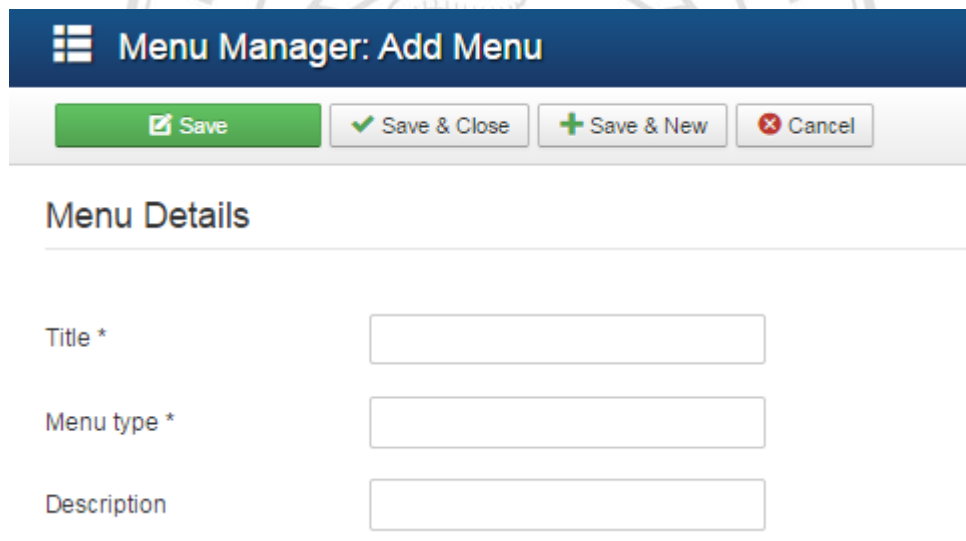 Menu Manager: Add Menu
Save Save & Close Save & New Cancel
Menu Details
Title *
Menu type *
Description